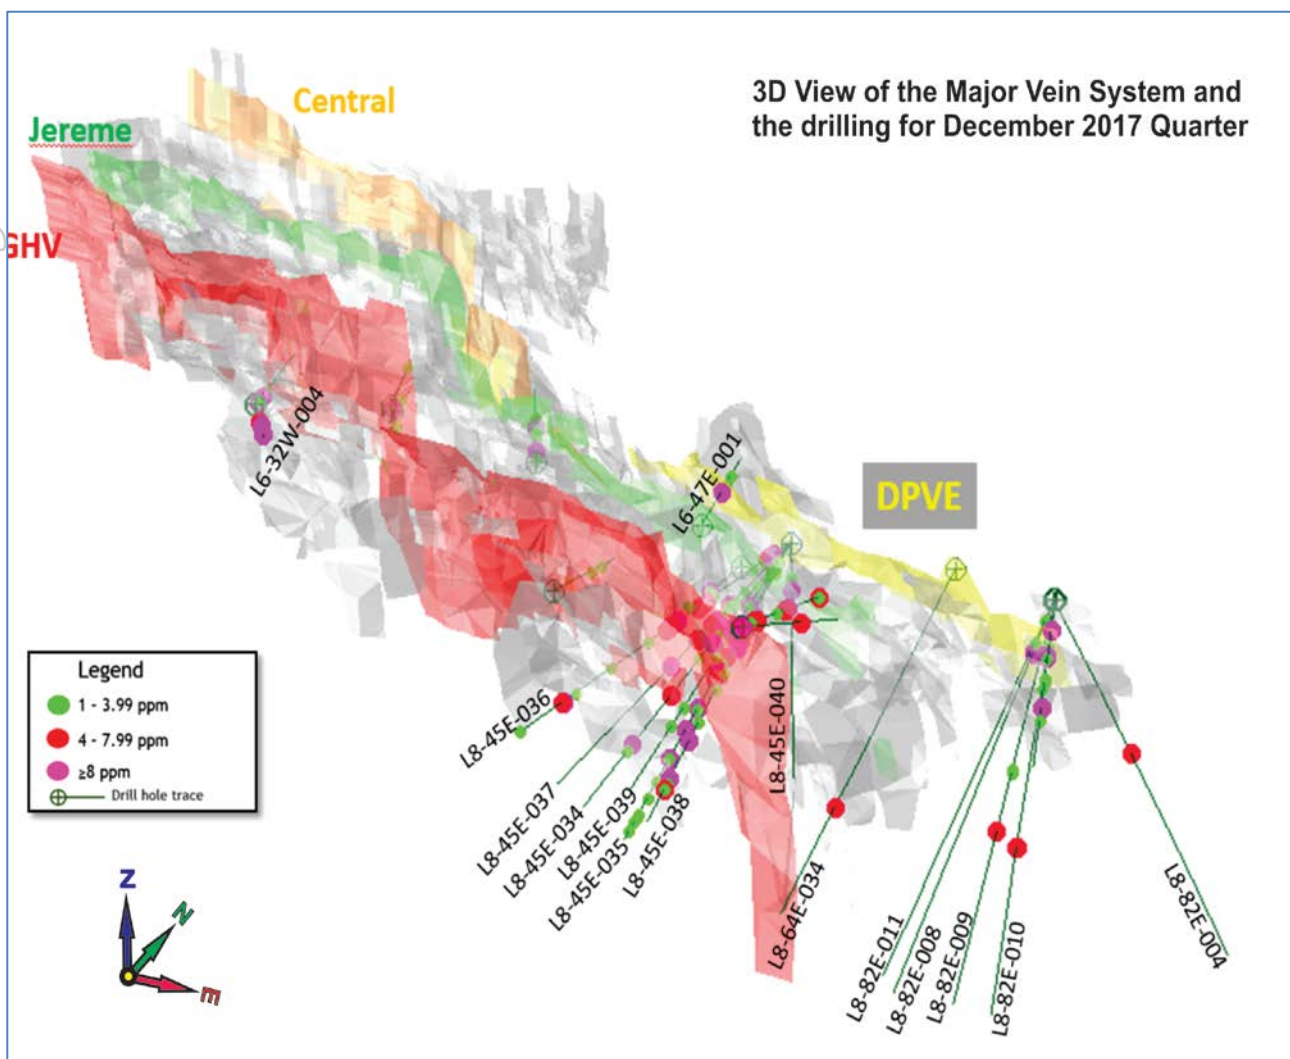 3D View of the Major Vein System and
the drilling for December 2017 Quarter
Central
Jereme
GHV
DPVE
L6-32W-004
L6-47E-001
L8-45E-036
L8-45E-037
L8-45E-034
L8-45E-039
L8-45E-035
L8-45E-038
L8-45E-040
L8-64E-034
L8-82E-011
L8-82E-008
L8-82E-009
L8-82E-010
L8-82E-004
Legend
1 - 3.99 ppm
4 - 7.99 ppm
≥8 ppm
Drill hole trace
Z
N
E